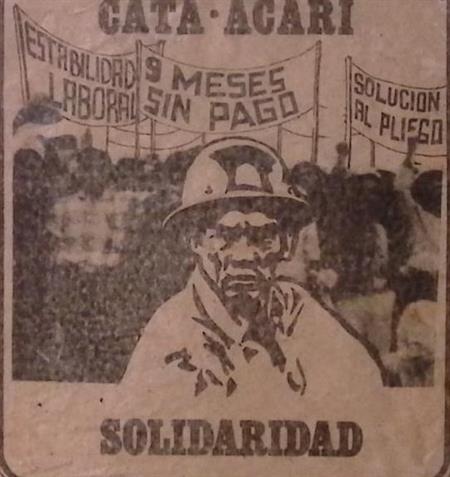 CATA·ACARI
ESTABILIDAD
LABORAL
9 MESES
SIN PAGO
SOLUCION
AL PLIEGO
SOLIDARIDAD